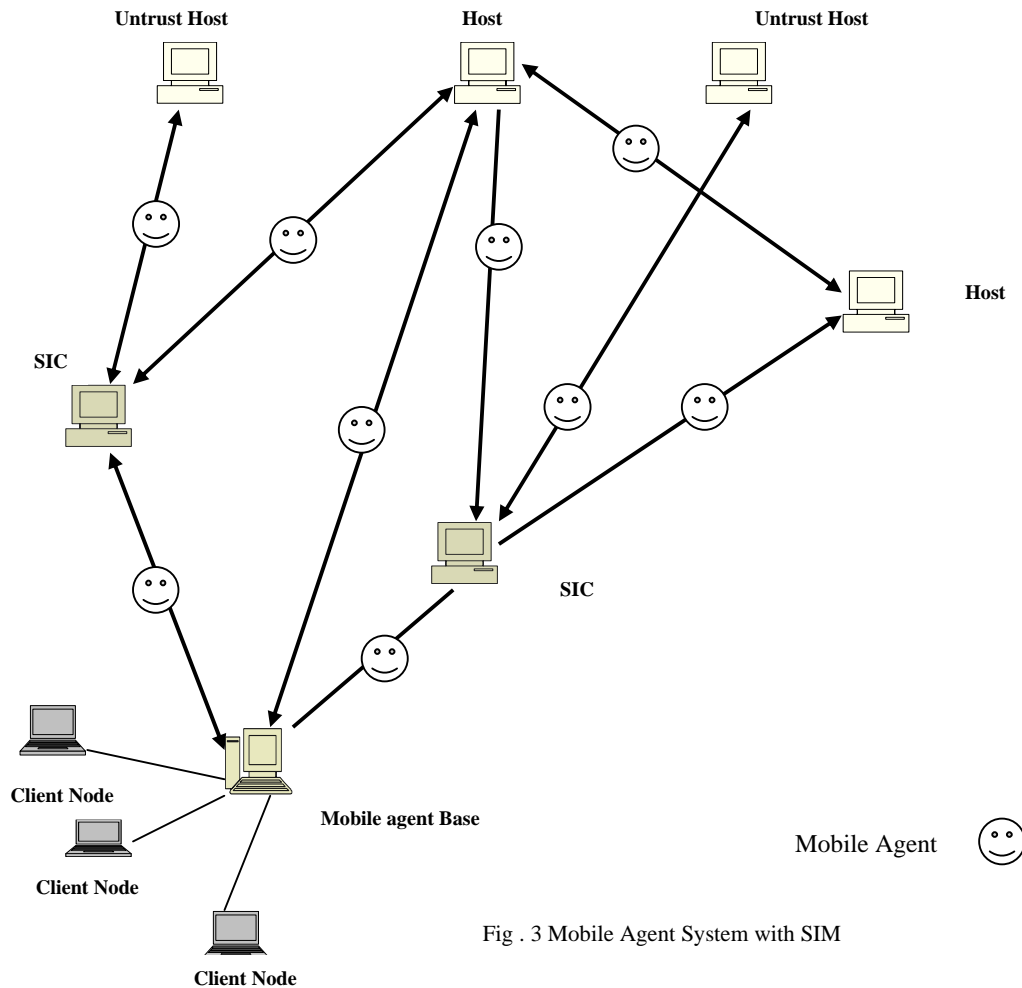 Untrust Host
Host
Untrust Host
Host
SIC
SIC
Client Node
Mobile agent Base
Mobile Agent
Client Node
Fig . 3 Mobile Agent System with SIM
Client Node